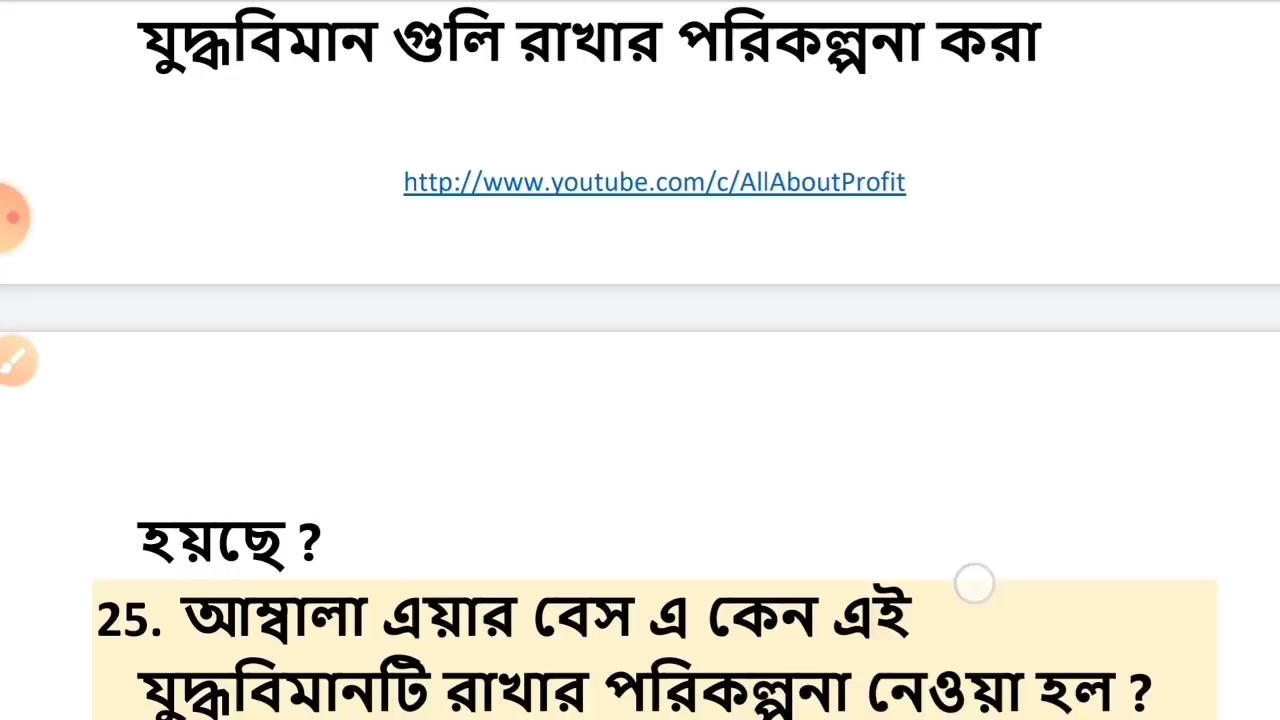 যুদ্ধবিমান গুলি রাখার পরিকল্পনা করা
http://www.youtube.com/c/AllAboutProfit
হয়ছে ?
25. আম্বালা এয়ার বেস এ কেন এই
যুদ্ধবিমানটি রাখার পরিকল্পনা নেওয়া হল ?